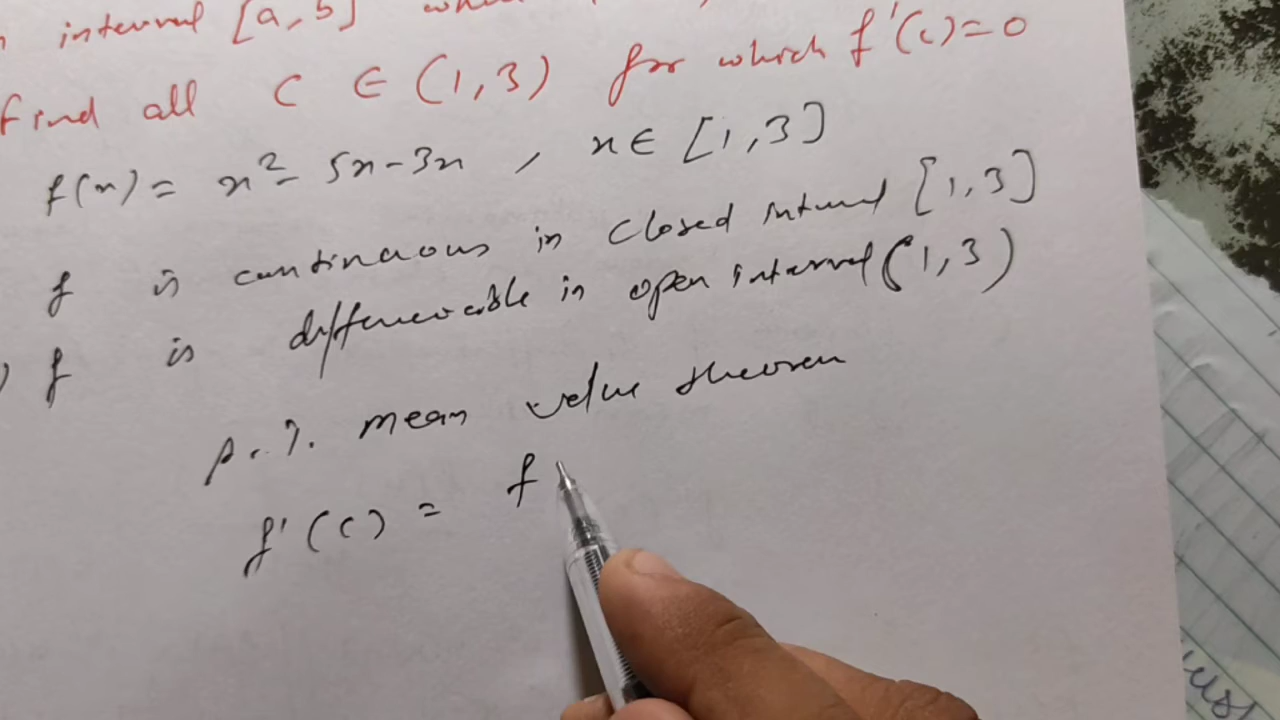 interval [a, b]
find all C ∈ (1, 3) for which f'(c) = 0
f(x) = x² - 5x - 3x , x ∈ [1, 3]
f is continuous in closed interval [1, 3]
) f is differenciable in open interval (1, 3)
mean value theorem
f'(c) = f